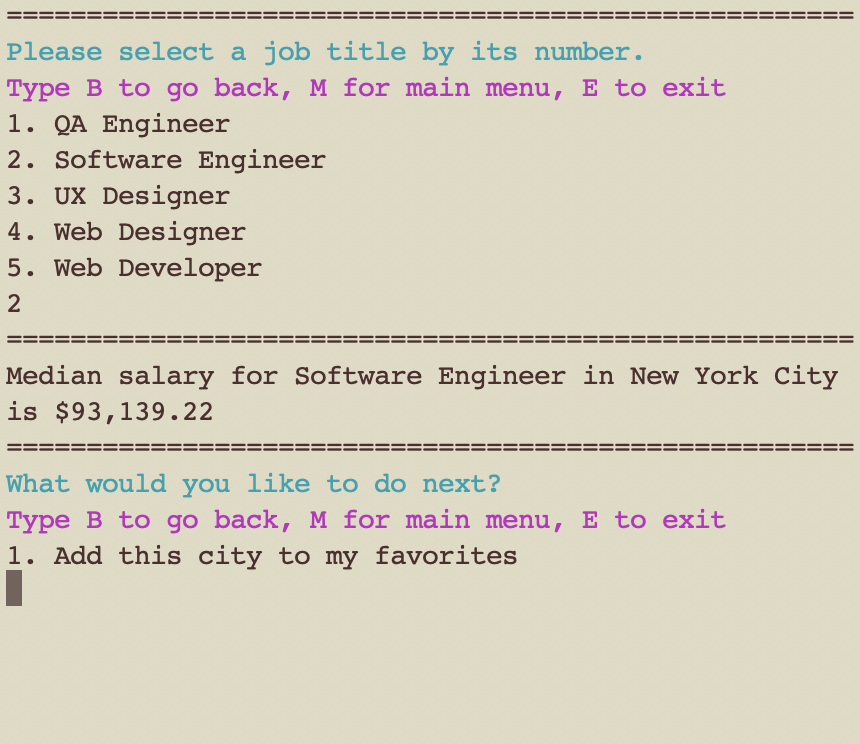 =====================================================
Please select a job title by its number.
Type B to go back, M for main menu, E to exit
1. QA Engineer
2. Software Engineer
3. UX Designer
4. Web Designer
5. Web Developer
2
=====================================================
Median salary for Software Engineer in New York City
is $93,139.22
=====================================================
What would you like to do next?
Type B to go back, M for main menu, E to exit
1. Add this city to my favorites